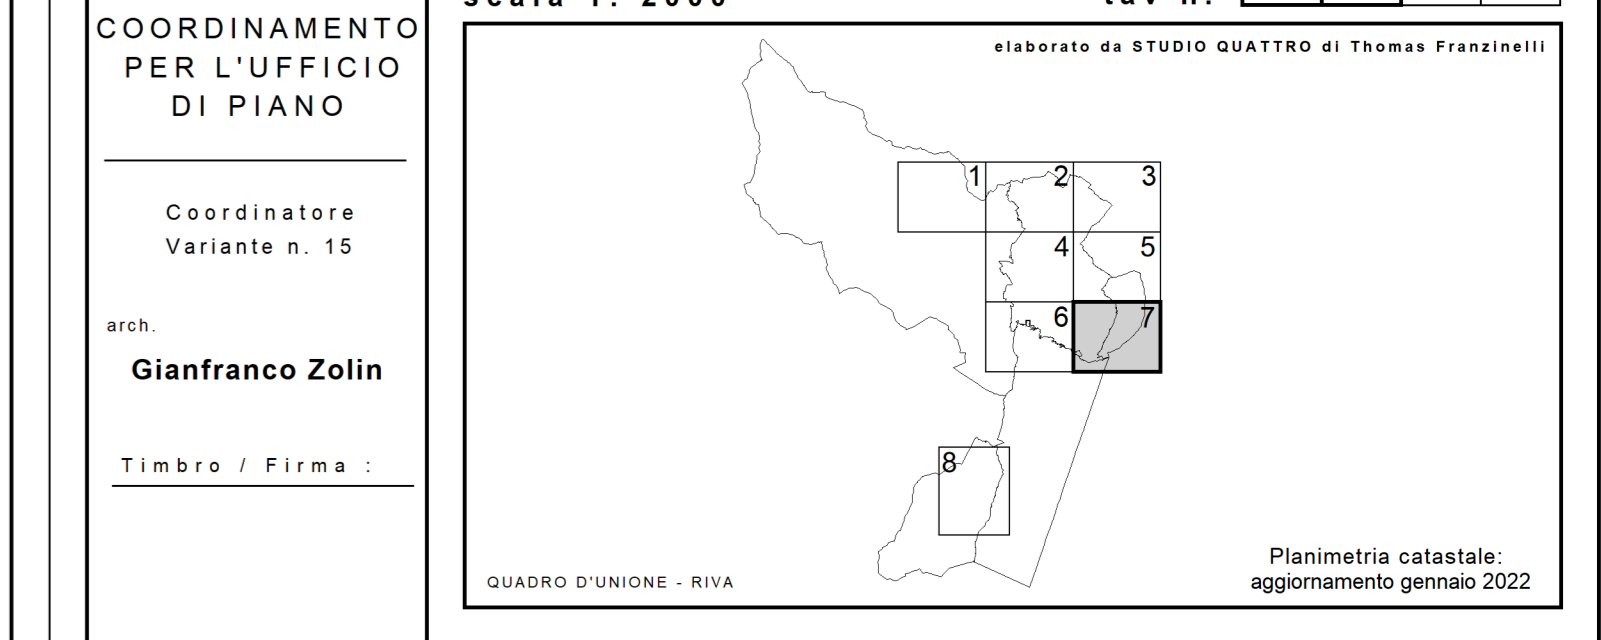 COORDINAMENTO
PER L'UFFICIO
DI PIANO
Coordinatore
Variante n. 15
arch.
Gianfranco Zolin
Timbro / Firma :
elaborato da STUDIO QUATTRO di Thomas Franzinelli
1
2
3
4
5
6
7
8
QUADRO D'UNIONE - RIVA
Planimetria catastale:
aggiornamento gennaio 2022